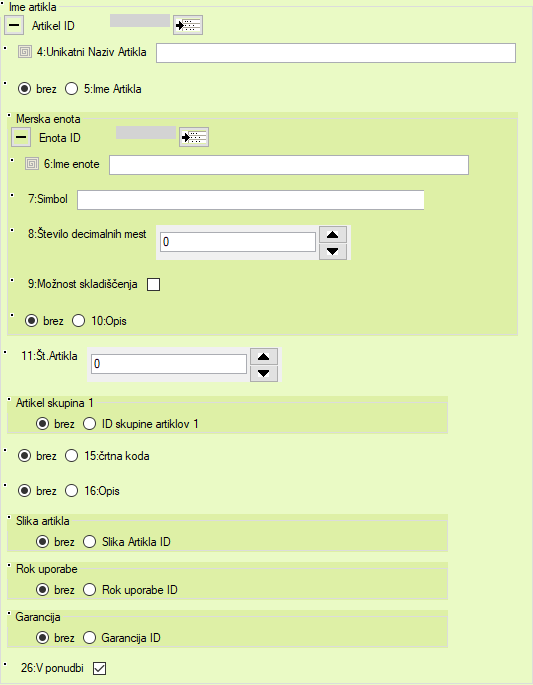 Ime artikla
Artikel ID
4:Unikatni Naziv Artikla
brez 5:Ime Artikla
Merska enota
Enota ID
6:Ime enote
7:Simbol
8:Število decimalnih mest 0
9:Možnost skladiščenja
brez 10:Opis
11:Št.Artikla 0
Artikel skupina 1
brez ID skupine artiklov 1
brez 15:črtna koda
brez 16:Opis
Slika artikla
brez Slika Artikla ID
Rok uporabe
brez Rok uporabe ID
Garancija
brez Garancija ID
26:V ponudbi